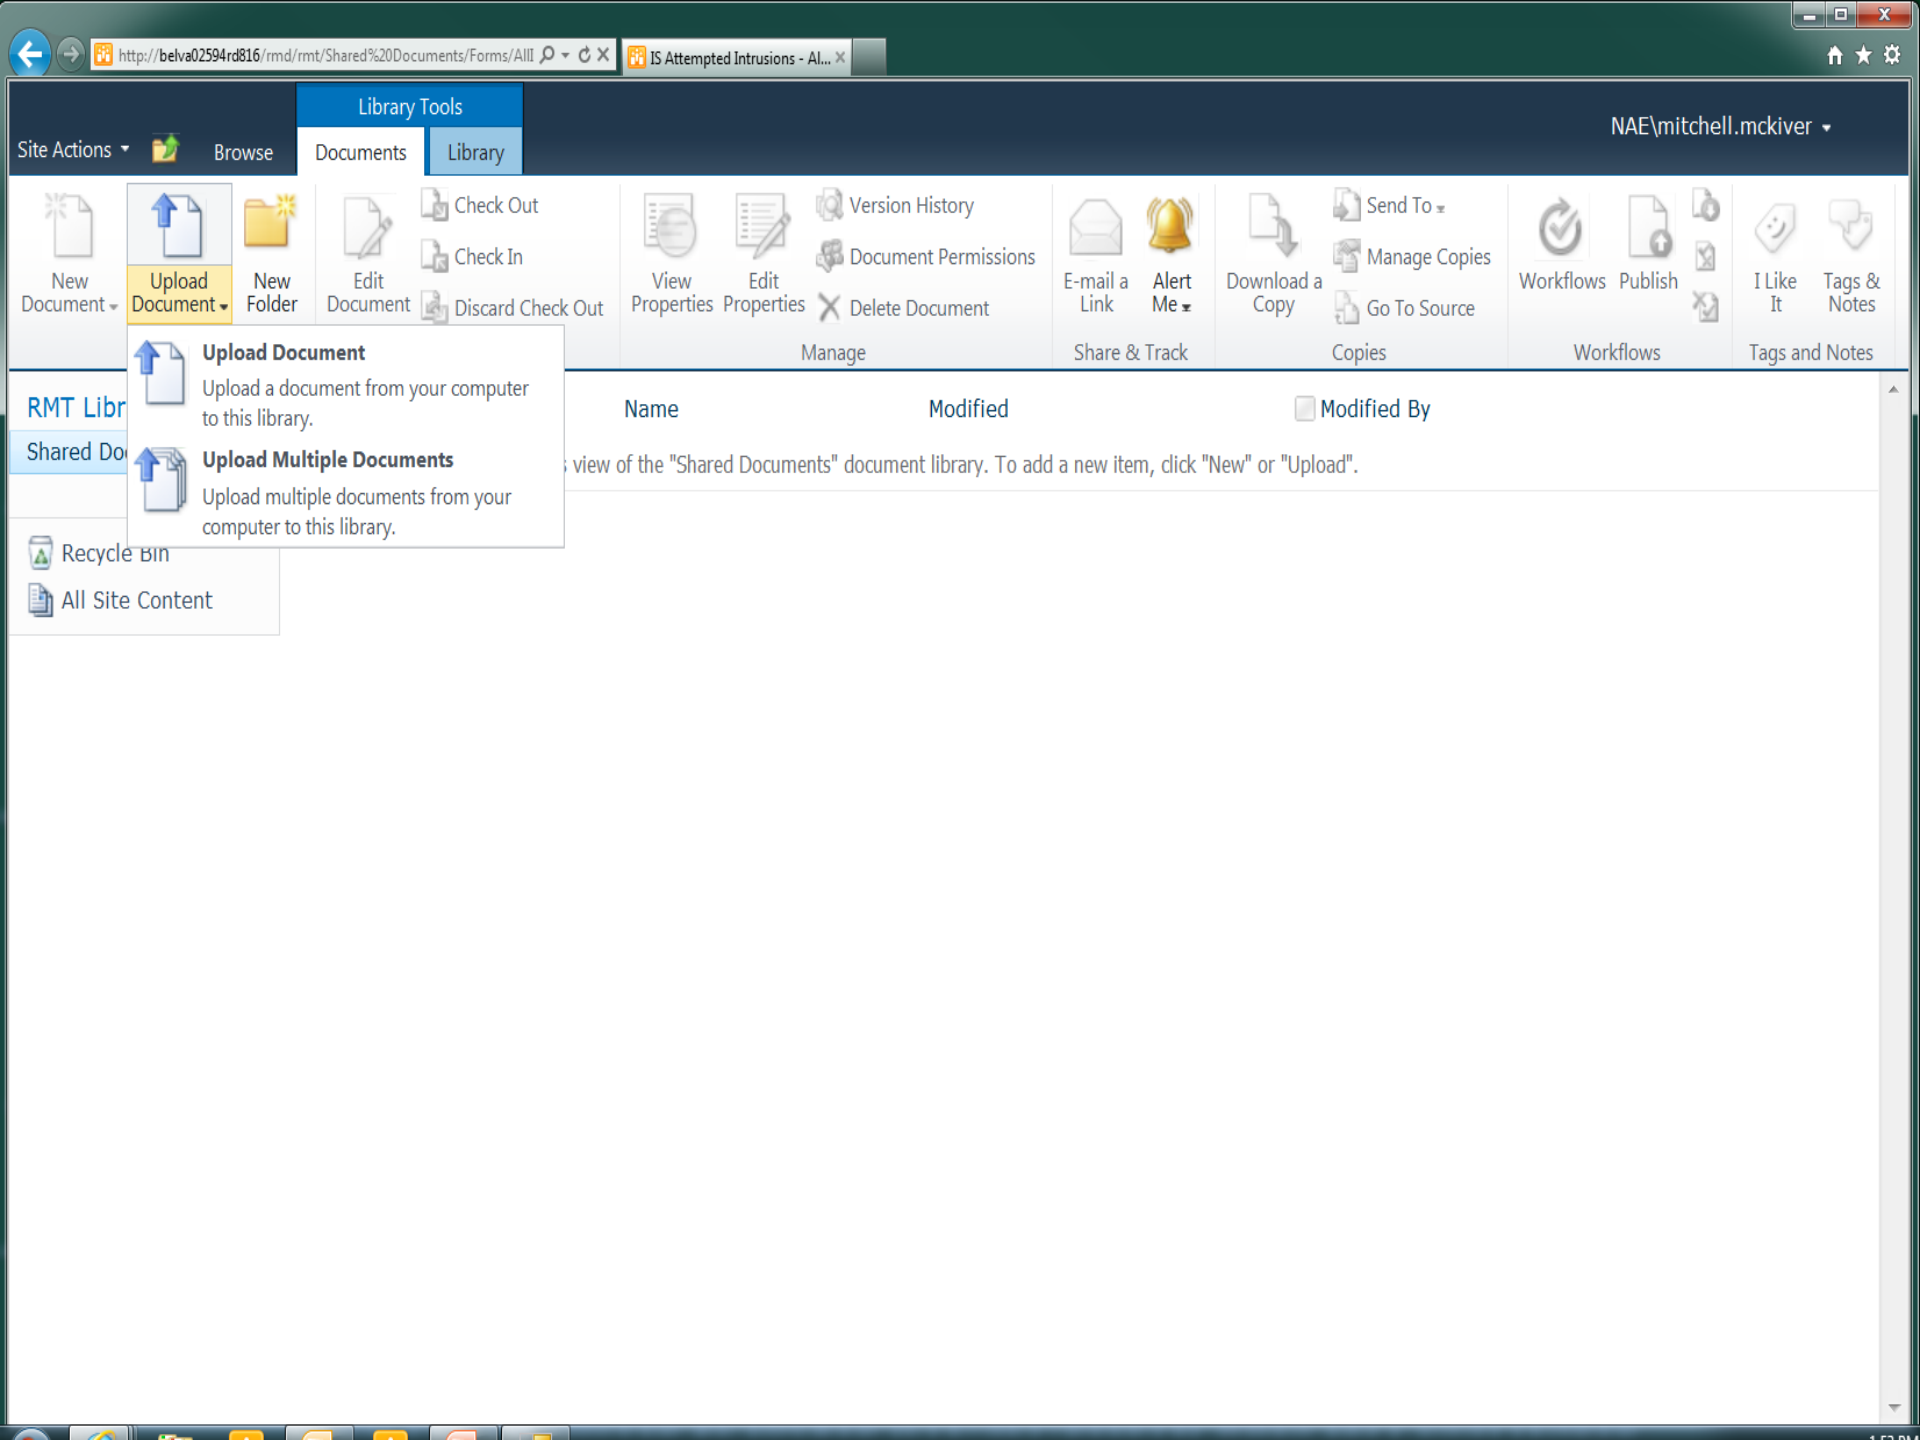 http://belva02594rd816/rmd/rmt/Shared%20Documents/Forms/AllI
IS Attempted Intrusions - Al...
Library Tools
NAE\mitchell.mckiver
Site Actions
Browse
Documents
Library
New
Document
Upload
Document
New
Folder
Edit
Document
Check Out
Check In
Discard Check Out
View
Properties
Edit
Properties
Version History
Document Permissions
Delete Document
Manage
E-mail a
Link
Alert
Me
Share & Track
Download a
Copy
Send To
Manage Copies
Go To Source
Copies
Workflows
Publish
Workflows
I Like
It
Tags &
Notes
Tags and Notes
Upload Document
Upload a document from your computer
to this library.
Upload Multiple Documents
Upload multiple documents from your
computer to this library.
RMT Libr
Shared Do
Recycle Bin
All Site Content
Name
Modified
Modified By
view of the "Shared Documents" document library. To add a new item, click "New" or "Upload".